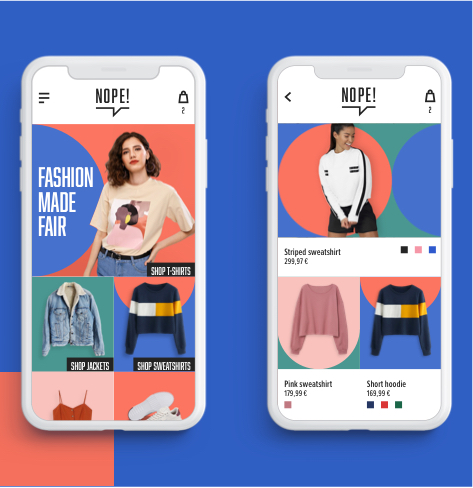 NOPE!
2
FASHION
MADE
FAIR
SHOP T-SHIRTS
SHOP JACKETS
SHOP SWEATSHIRTS
NOPE!
2
Striped sweatshirt
299,97 €
Pink sweatshirt
179,99 €
Short hoodie
169,99 €